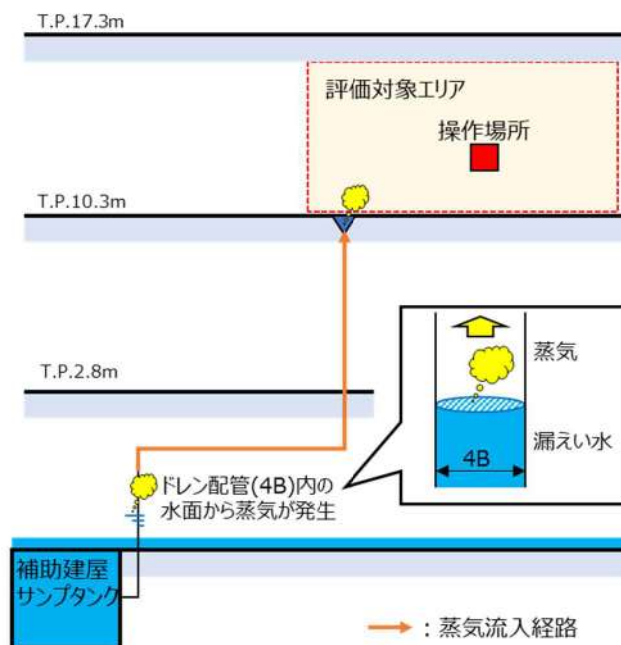 T.P.17.3m
評価対象エリア
操作場所
T.P.10.3m
T.P.2.8m
蒸気
漏えい水
4B
ドレン配管(4B)内の
水面から蒸気が発生
補助建屋
サンプタンク
：蒸気流入経路